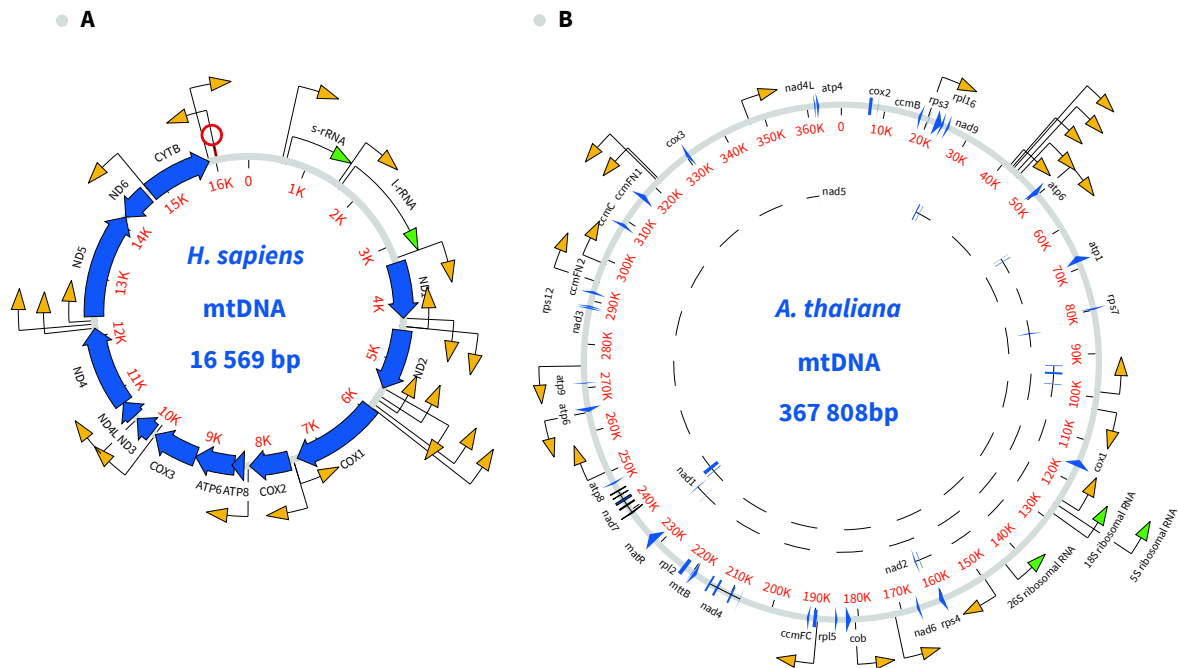 A
CYTB
s-rRNA
l-rRNA
ND6
ND5
ND4
ND4L
ND3
COX3
ATP6
ATP8
COX2
COX1
ND2
0
1K
2K
3K
4K
5K
6K
7K
8K
9K
10K
11K
12K
13K
14K
15K
16K
H. sapiens
mtDNA
16 569 bp
B
nad4L
atp4
cox2
ccmB
rps3
rpl16
nad9
atp6
atp1
rps7
cox1
18S ribosomal RNA
5S ribosomal RNA
26S ribosomal RNA
nad2
rps4
nad6
cob
rpl5
ccmFC
nad4
mttB
rpl2
matR
nad7
atp8
atp6
atp9
nad3
rps12
ccmFN2
ccmC
ccmFN1
cox3
nad5
nad1
0
10K
20K
30K
40K
50K
60K
70K
80K
90K
100K
110K
120K
130K
140K
150K
160K
170K
180K
190K
200K
210K
220K
230K
240K
250K
260K
270K
280K
290K
300K
310K
320K
330K
340K
350K
360K
A. thaliana
mtDNA
367 808bp